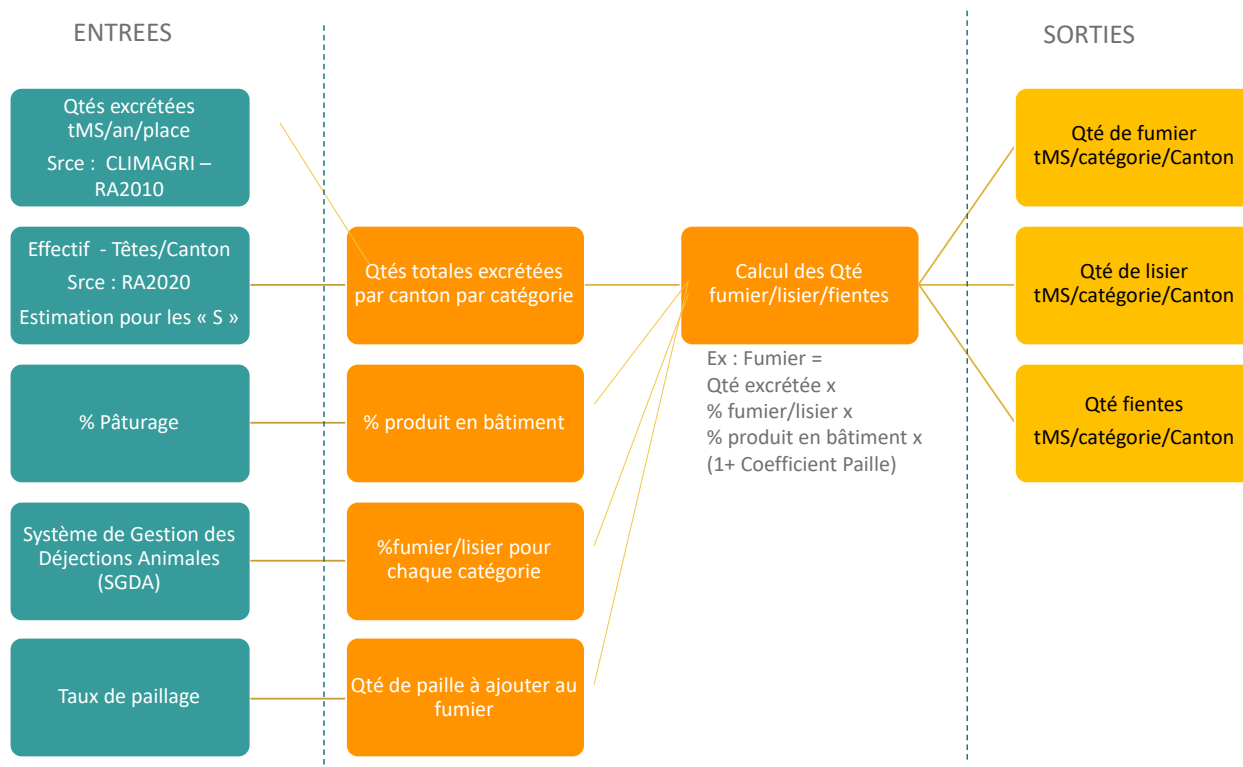 ENTREES
SORTIES
Qtés excrétées
tMS/an/place
Srce :  CLIMAGRI –
RA2010
Effectif  - Têtes/Canton
Srce : RA2020
Estimation pour les « S »
% Pâturage
Système de Gestion des
Déjections Animales
(SGDA)
Taux de paillage
Qtés totales excrétées
par canton par catégorie
% produit en bâtiment
%fumier/lisier pour
chaque catégorie
Qté de paille à ajouter au
fumier
Calcul des Qté
fumier/lisier/fientes
Ex : Fumier =
Qté excrétée x
% fumier/lisier x
% produit en bâtiment x
(1+ Coefficient Paille)
Qté de fumier
tMS/catégorie/Canton
Qté de lisier
tMS/catégorie/Canton
Qté fientes
tMS/catégorie/Canton